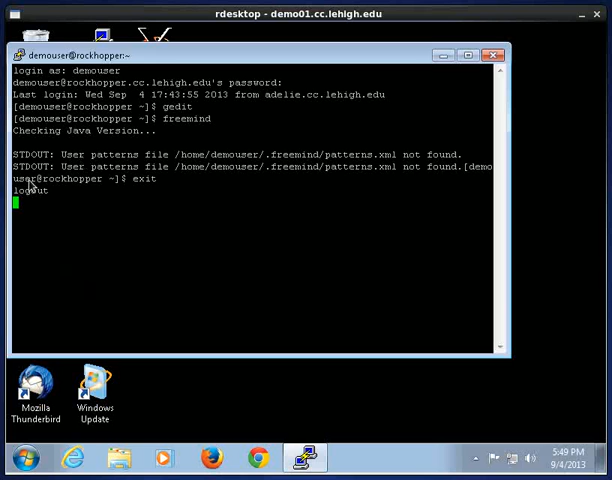 rdesktop - demo01.cc.lehigh.edu
demouser@rockhopper:~
login as: demouser
demouser@rockhopper.cc.lehigh.edu's password:
Last login: Wed Sep  4 17:43:55 2013 from adelie.cc.lehigh.edu
[demouser@rockhopper ~]$ gedit
[demouser@rockhopper ~]$ freemind
Checking Java Version...
STDOUT: User patterns file /home/demouser/.freemind/patterns.xml not found.
STDOUT: User patterns file /home/demouser/.freemind/patterns.xml not found.[demo
user@rockhopper ~]$ exit
logout
Mozilla
Thunderbird
Windows
Update
5:49 PM
9/4/2013